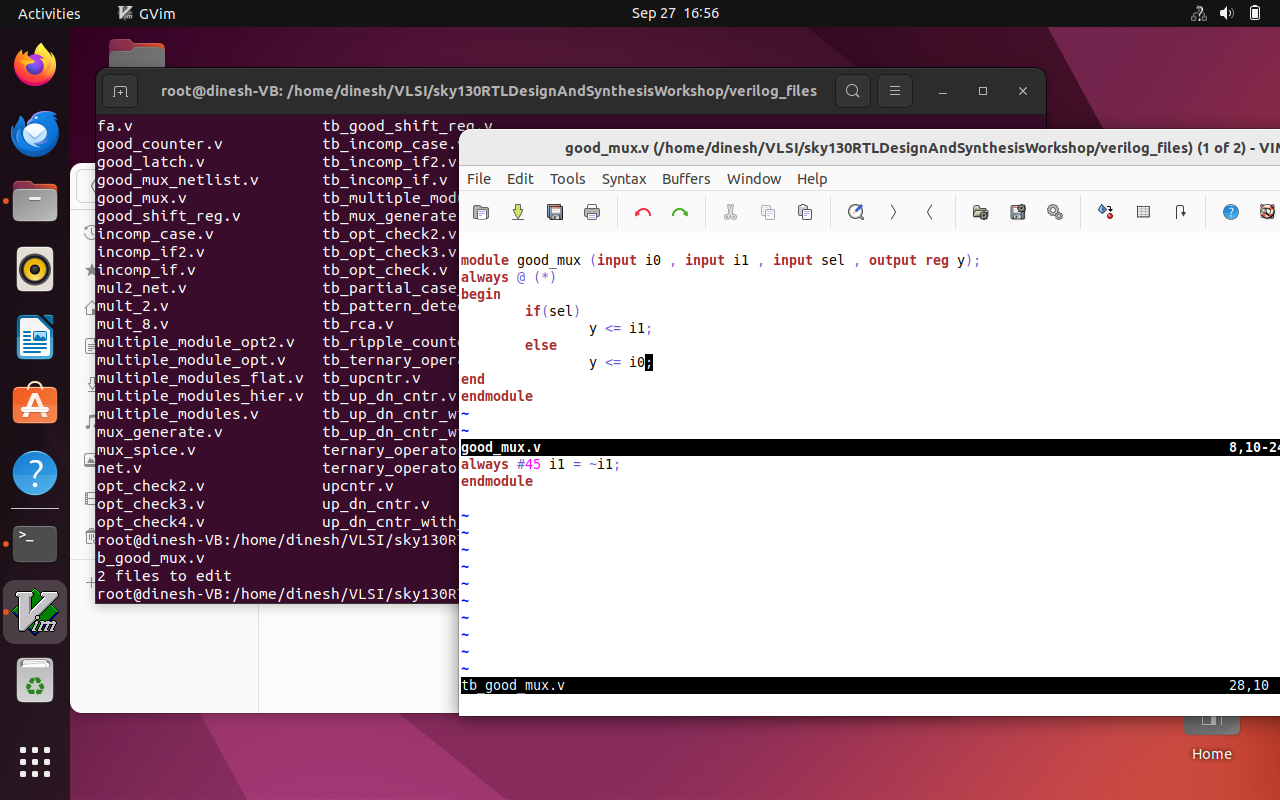 Activities GVim Sep 27 16:56
root@dinesh-VB: /home/dinesh/VLSI/sky130RTLDesignAndSynthesisWorkshop/verilog_files
fa.v tb_good_shift_reg.v
good_counter.v tb_incomp_case.v
good_latch.v tb_incomp_if2.v
good_mux_netlist.v tb_incomp_if.v
good_mux.v tb_multiple_modu
good_shift_reg.v tb_mux_generate
incomp_case.v tb_opt_check2.v
incomp_if2.v tb_opt_check3.v
incomp_if.v tb_opt_check.v
mul2_net.v tb_partial_case_
mult_2.v tb_pattern_dete
mult_8.v tb_rca.v
multiple_module_opt2.v tb_ripple_count
multiple_module_opt.v tb_ternary_oper
multiple_modules_flat.v tb_upcntr.v
multiple_modules_hier.v tb_up_dn_cntr.v
multiple_modules.v tb_up_dn_cntr_w
mux_generate.v tb_up_dn_cntr_w
mux_spice.v ternary_operato
net.v ternary_operato
opt_check2.v upcntr.v
opt_check3.v up_dn_cntr.v
opt_check4.v up_dn_cntr_with_
root@dinesh-VB:/home/dinesh/VLSI/sky130R
b_good_mux.v
2 files to edit
root@dinesh-VB:/home/dinesh/VLSI/sky130R
good_mux.v (/home/dinesh/VLSI/sky130RTLDesignAndSynthesisWorkshop/verilog_files) (1 of 2) - VIM
File Edit Tools Syntax Buffers Window Help
module good_mux (input i0 , input i1 , input sel , output reg y);
always @ (*)
begin
if(sel)
y <= i1;
else
y <= i0;
end
endmodule
~
~
good_mux.v 8,10-24
always #45 i1 = ~i1;
endmodule
~
~
~
~
~
~
~
~
~
~
tb_good_mux.v 28,10
Home